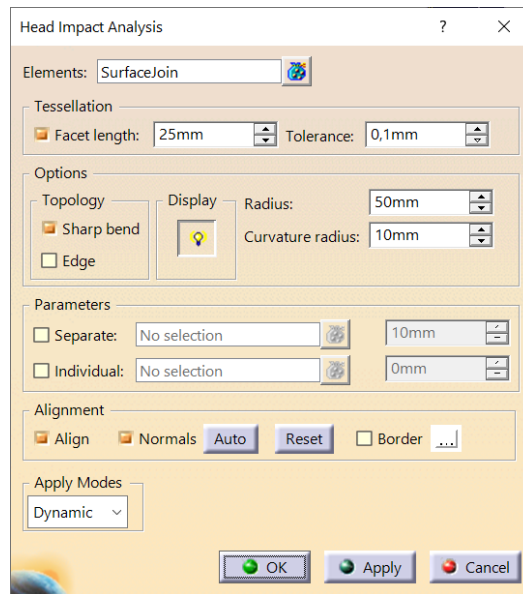 Head Impact Analysis ?
Elements: SurfaceJoin
Tessellation
Facet length: 25mm Tolerance: 0,1mm
Options
Topology Display Radius: 50mm
Sharp bend Curvature radius: 10mm
Edge
Parameters
Separate: No selection 10mm
Individual: No selection 0mm
Alignment
Align Normals Auto Reset Border ...
Apply Modes
Dynamic
OK Apply Cancel